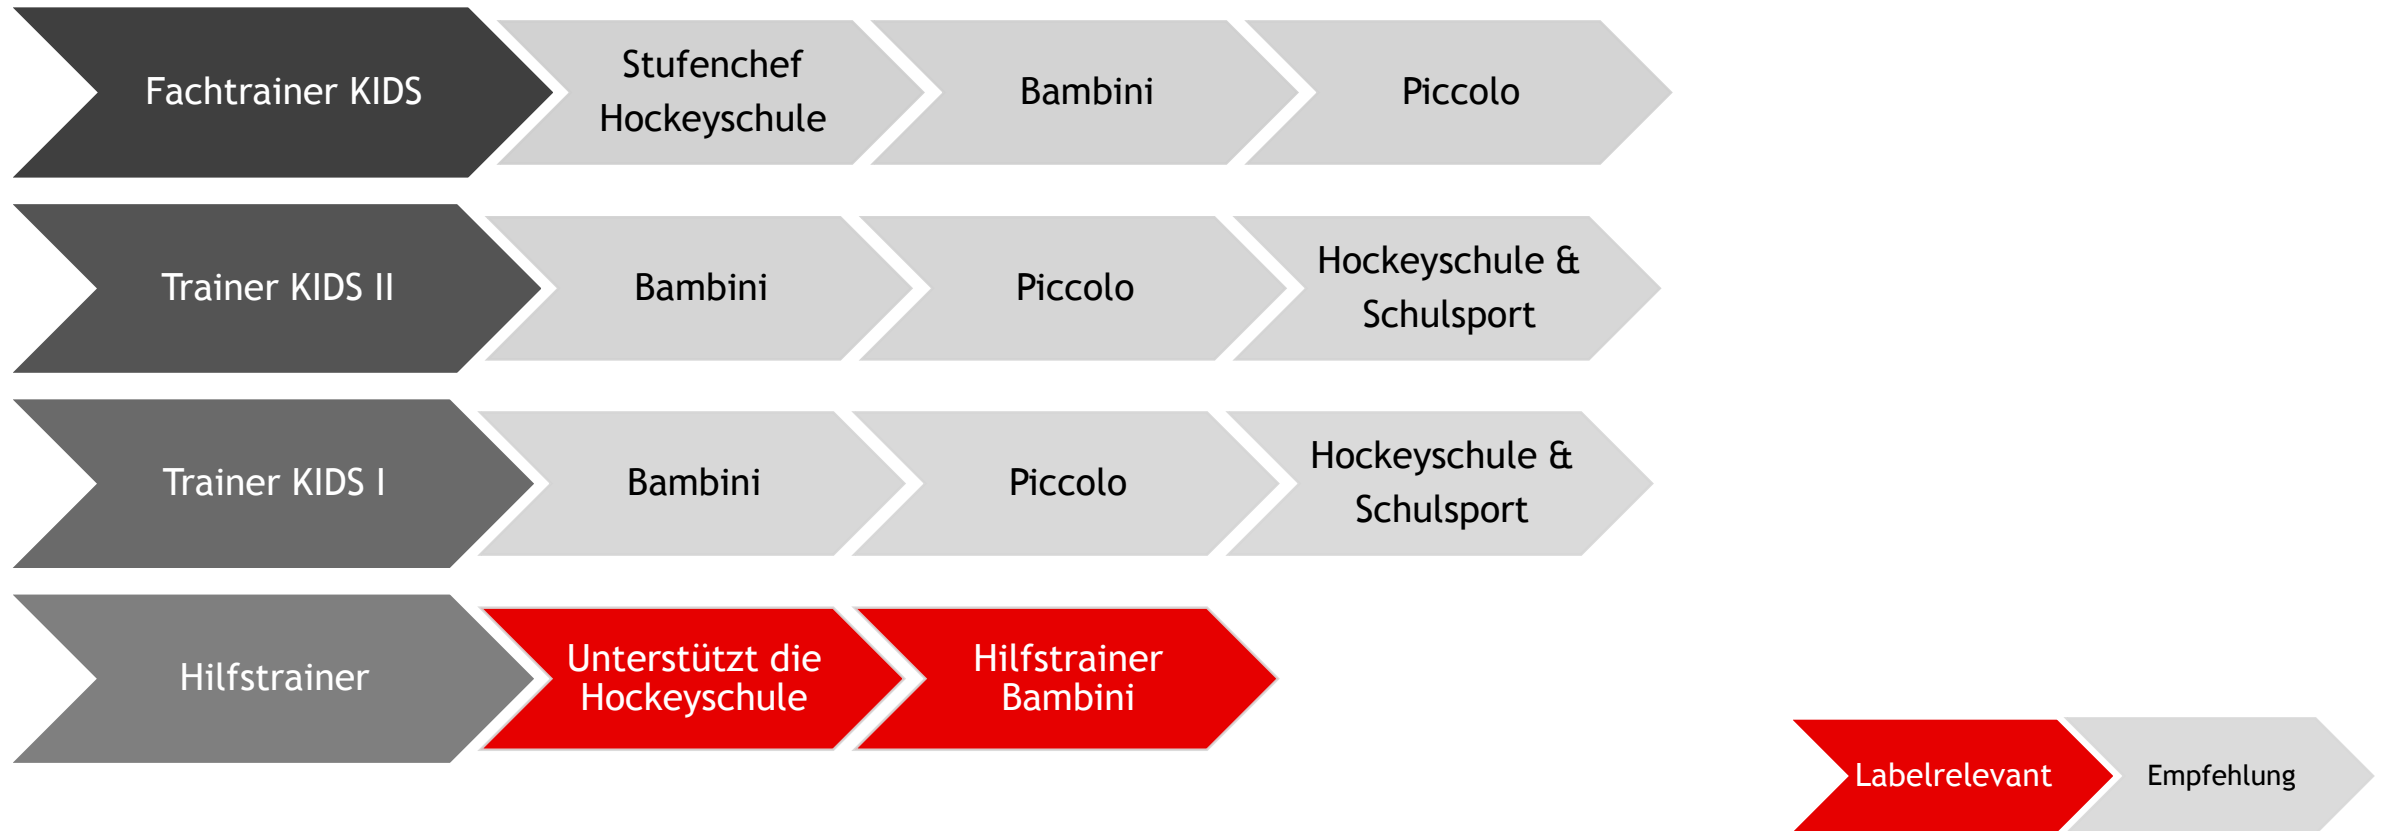 Fachtrainer KIDS
Stufenchef
Hockeyschule
Bambini
Piccolo
Trainer KIDS II
Bambini
Piccolo
Hockeyschule &
Schulsport
Trainer KIDS I
Bambini
Piccolo
Hockeyschule &
Schulsport
Hilfstrainer
Unterstützt die
Hockeyschule
Hilfstrainer
Bambini
Labelrelevant
Empfehlung